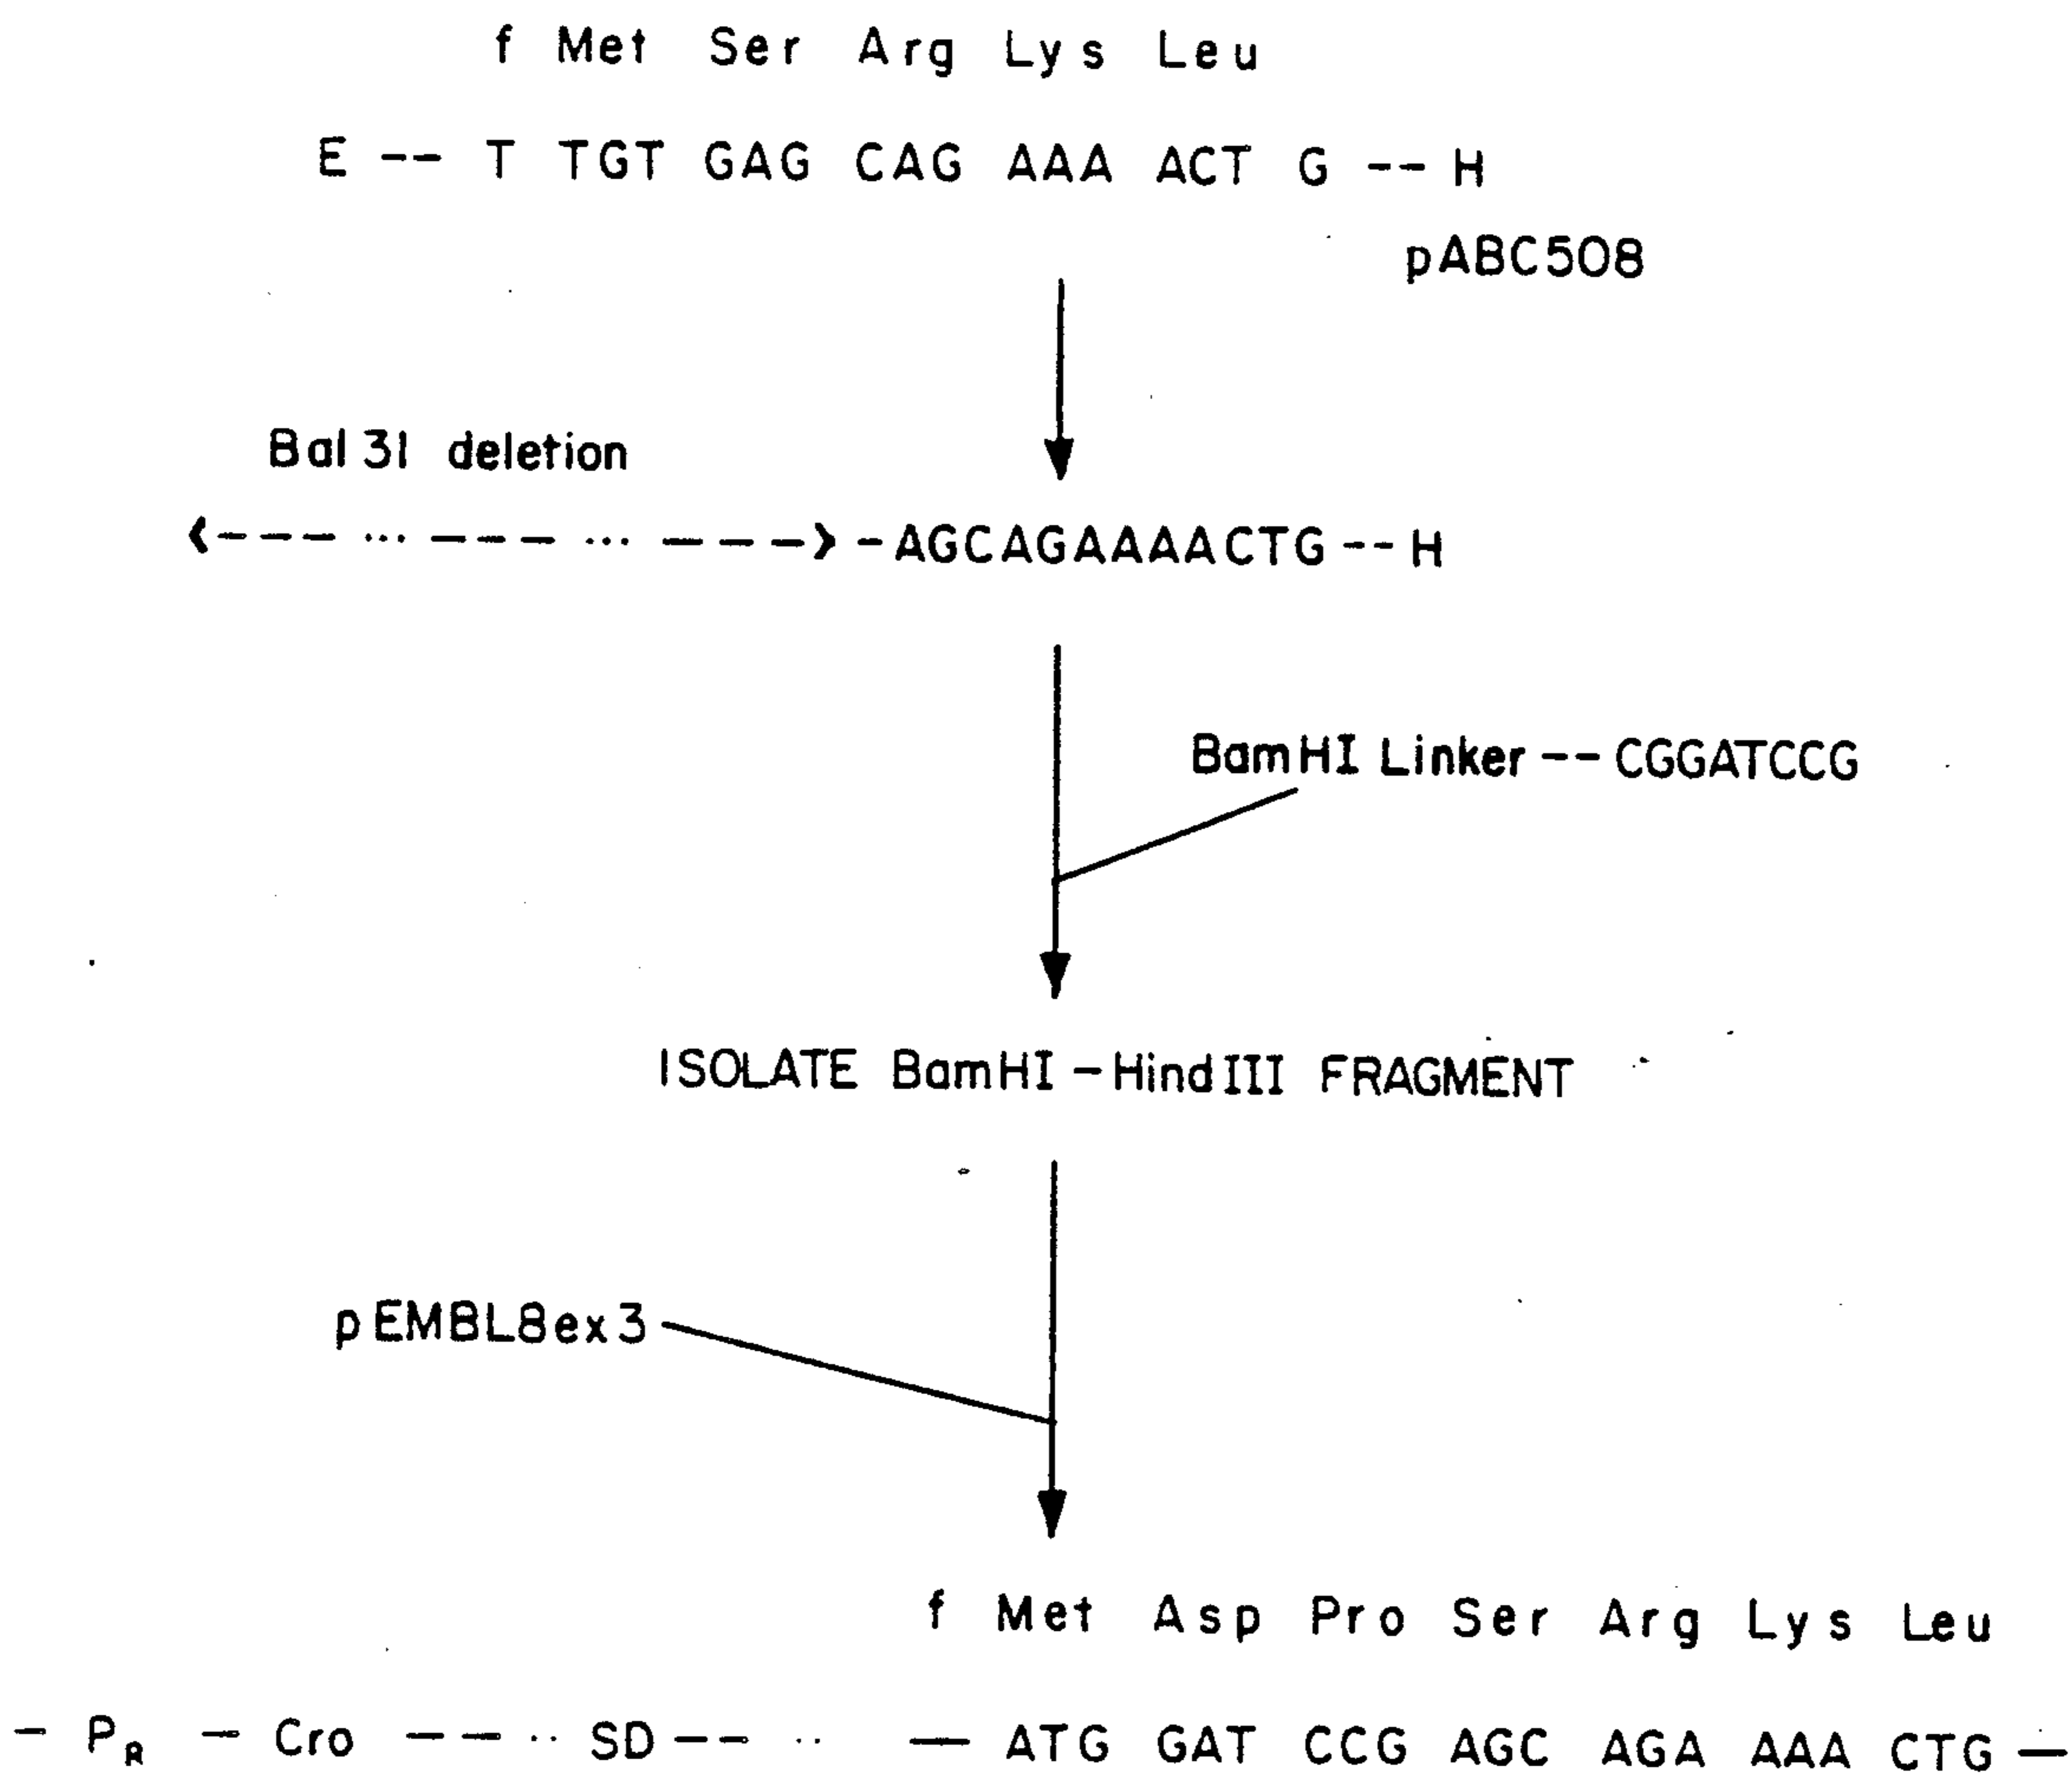 f Met Ser Arg Lys Leu
E -- T TGT GAG CAG AAA ACT G -- H
pABC508
Bal 31 deletion
<--- ... --- ... ---->-AGCAGAAAACTG--H
BamHI Linker -- CGGATCCG
ISOLATE BamHI-HindIII FRAGMENT
pEMBL8ex3
f Met Asp Pro Ser Arg Lys Leu
- PR - Cro -- .. SD -- .. — ATG GAT CCG AGC AGA AAA CTG —